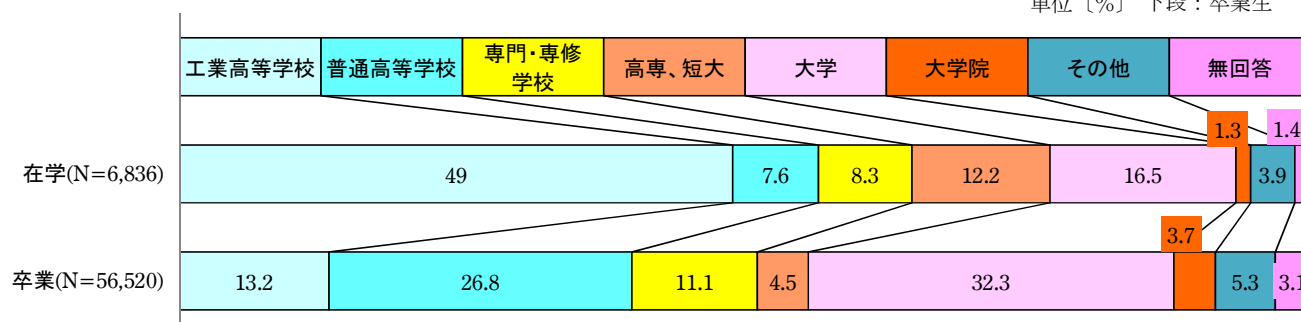 単位〔%〕 下段：卒業生
工業高等学校 普通高等学校 専門・専修 高専、短大 大学 大学院 その他 無回答
学校
1.3 1.4
在学(N=6,836) 49 7.6 8.3 12.2 16.5 3.9
3.7
卒業(N=56,520) 13.2 26.8 11.1 4.5 32.3 5.3 3.1